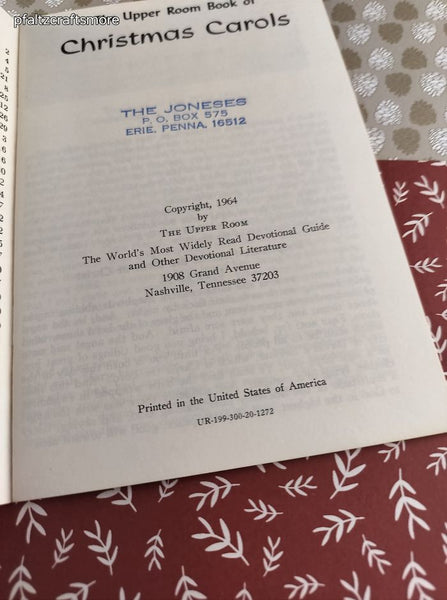 pfaltzcraftsmore
Upper Room Book of
Christmas Carols
THE JONESES
P. O. BOX 575
ERIE, PENNA. 16512
Copyright, 1964
by
THE UPPER ROOM
The World's Most Widely Read Devotional Guide
and Other Devotional Literature
1908 Grand Avenue
Nashville, Tennessee 37203
Printed in the United States of America
UR-199-300-20-1272